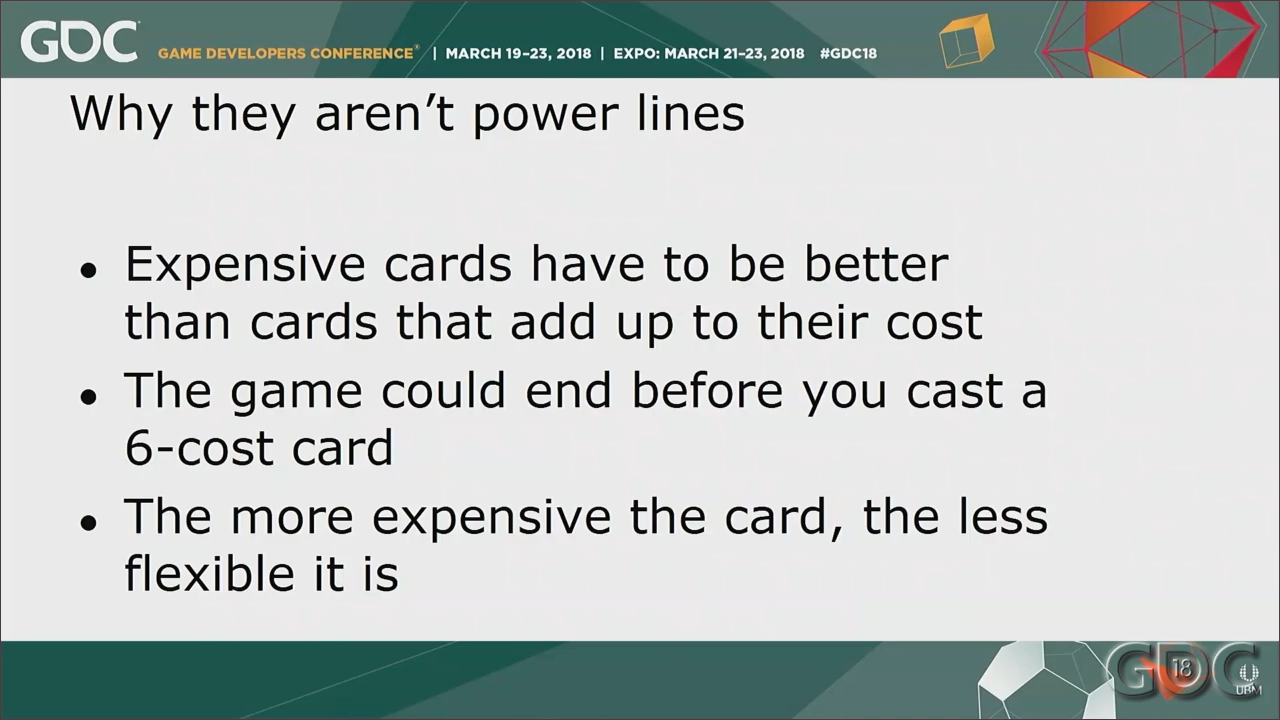 GDC GAME DEVELOPERS CONFERENCE® | MARCH 19–23, 2018 | EXPO: MARCH 21–23, 2018 #GDC18
Why they aren’t power lines
● Expensive cards have to be better
than cards that add up to their cost
● The game could end before you cast a
6-cost card
● The more expensive the card, the less
flexible it is
GDC 18 UBM